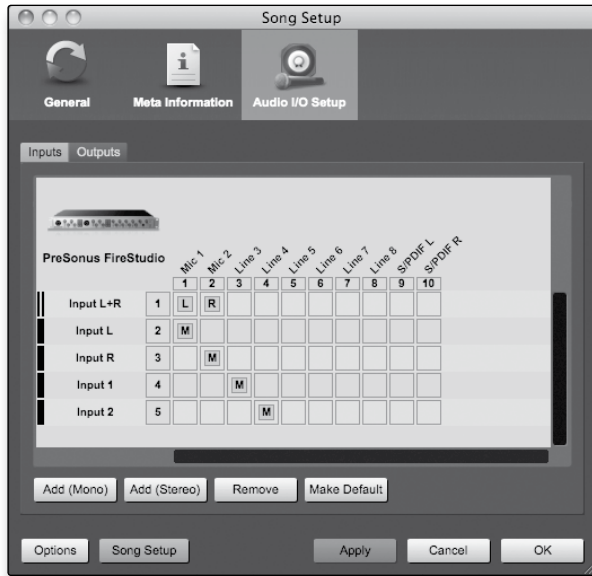 Song Setup
General Meta Information Audio I/O Setup
Inputs Outputs
PreSonus FireStudio
Mic 1 Mic 2 Line 3 Line 4 Line 5 Line 6 Line 7 Line 8 S/PDIF L S/PDIF R
1 2 3 4 5 6 7 8 9 10
Input L+R 1 L R
Input L 2 M
Input R 3 M
Input 1 4 M
Input 2 5 M
Add (Mono) Add (Stereo) Remove Make Default
Options Song Setup Apply Cancel OK